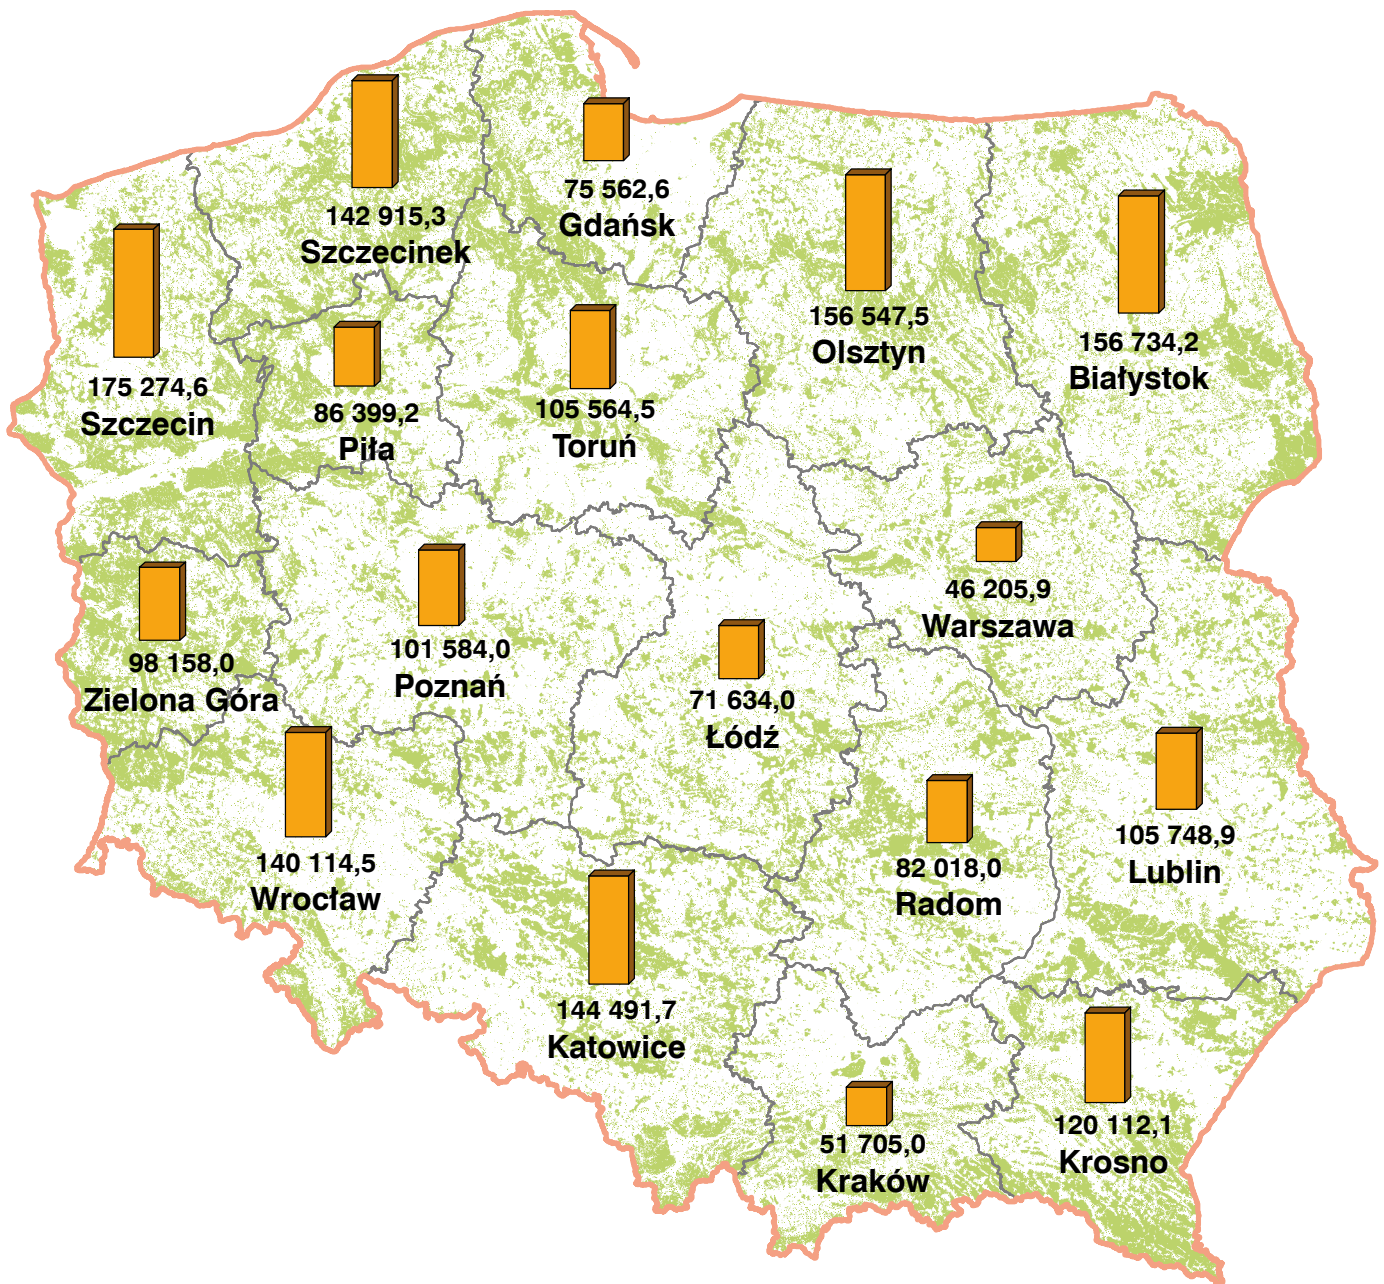 75 562,6
Gdańsk
142 915,3
Szczecinek
156 547,5
Olsztyn
156 734,2
Białystok
175 274,6
Szczecin
86 399,2
Piła
105 564,5
Toruń
46 205,9
Warszawa
98 158,0
Zielona Góra
101 584,0
Poznań
71 634,0
Łódź
140 114,5
Wrocław
82 018,0
Radom
105 748,9
Lublin
144 491,7
Katowice
51 705,0
Kraków
120 112,1
Krosno